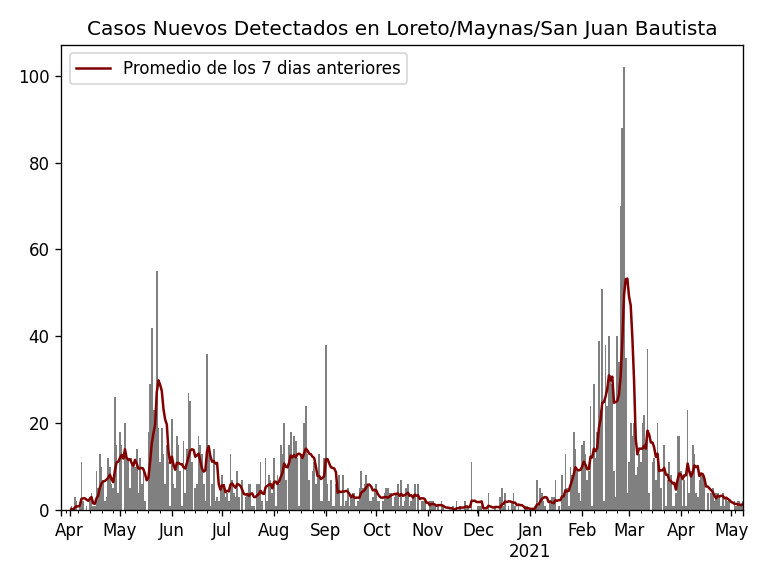 Casos Nuevos Detectados en Loreto/Maynas/San Juan Bautista
Promedio de los 7 dias anteriores
100
80
60
40
20
0
Apr May Jun Jul Aug Sep Oct Nov Dec Jan Feb Mar Apr May
2021